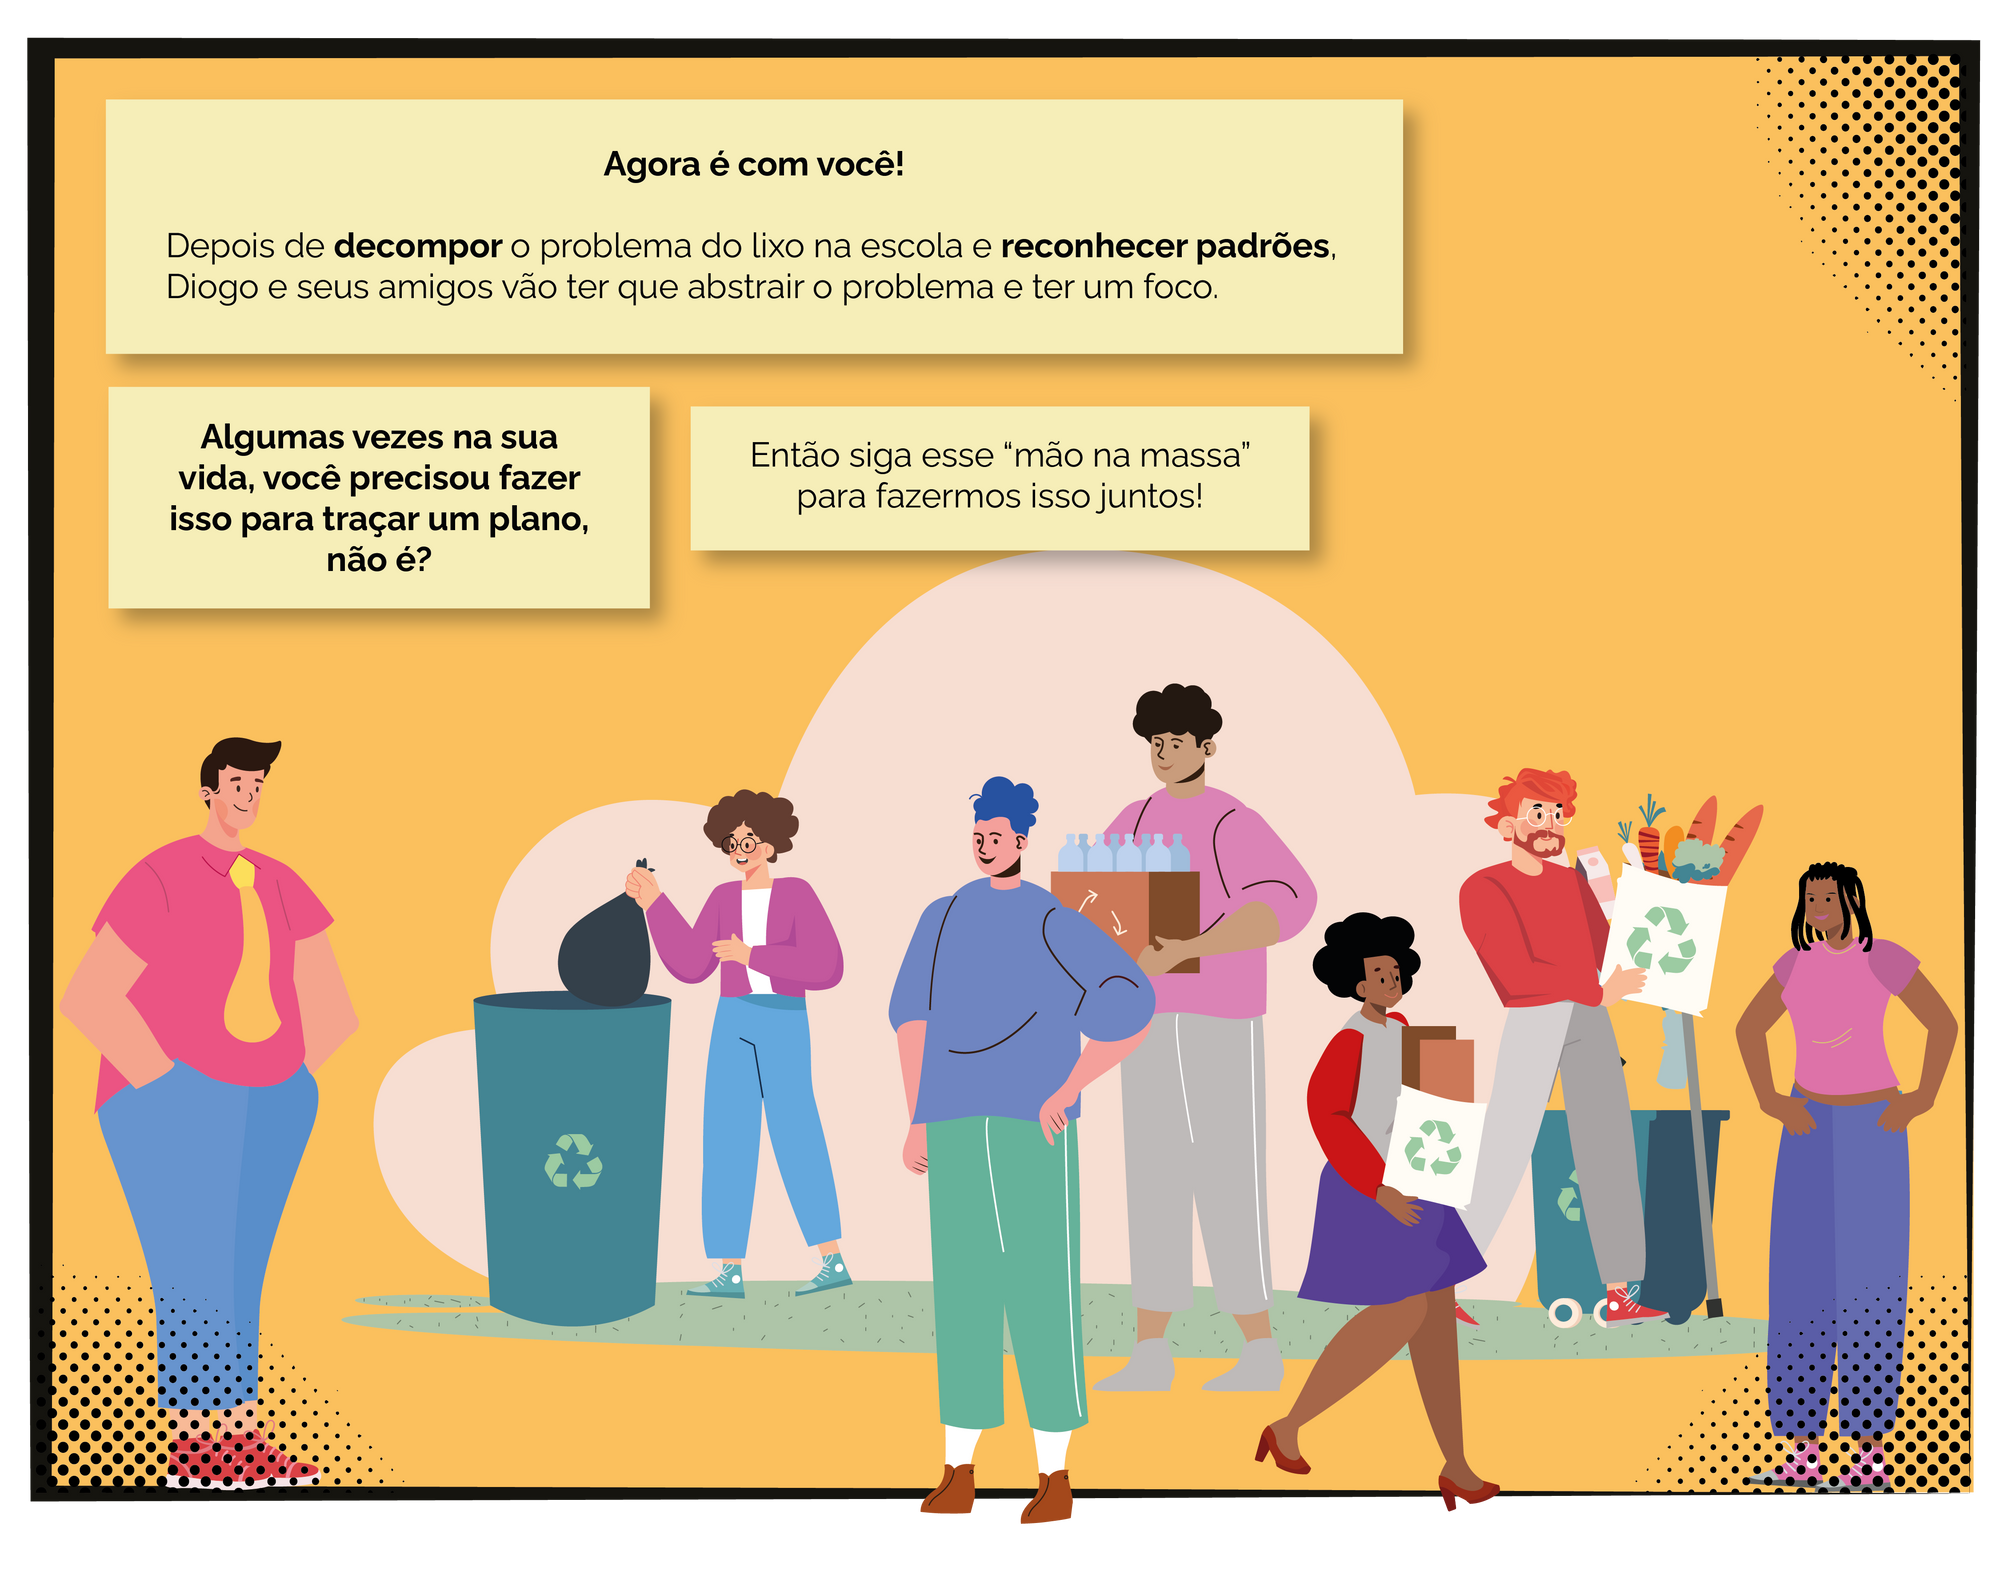 Agora é com você!
Depois de decompor o problema do lixo na escola e reconhecer padrões,
Diogo e seus amigos vão ter que abstrair o problema e ter um foco.
Algumas vezes na sua
vida, você precisou fazer
isso para traçar um plano,
não é?
Então siga esse “mão na massa”
para fazermos isso juntos!